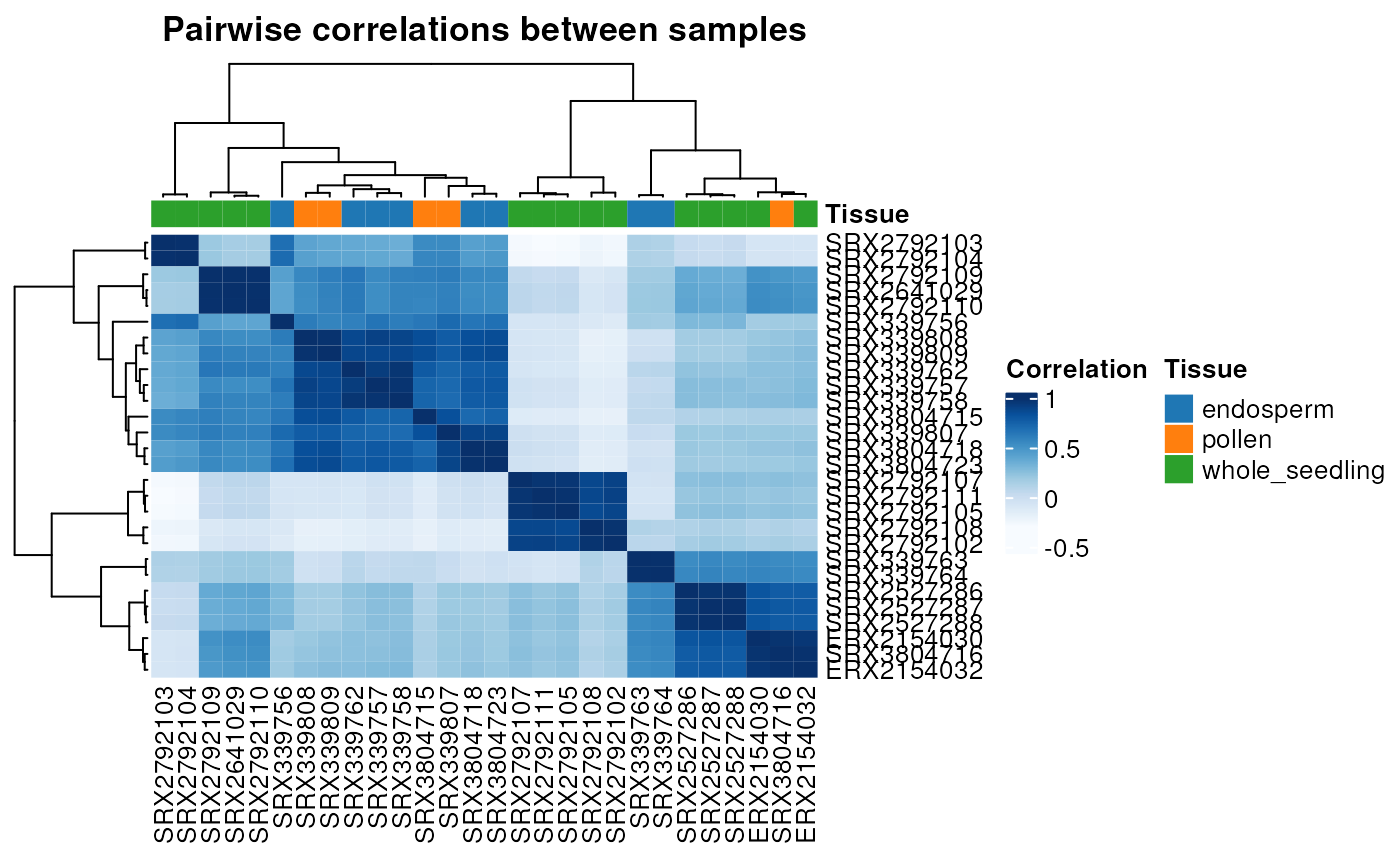 Pairwise correlations between samples
Tissue
SRX2792103
SRX2792104
SRX2792109
SRX2641029
SRX2792110
SRX339756
SRX339808
SRX339809
SRX339762
SRX339757
SRX339758
SRX3804715
SRX339807
SRX3804718
SRX3804723
SRX2792107
SRX2792111
SRX2792105
SRX2792108
SRX2792102
SRX339763
SRX339764
SRX2527286
SRX2527287
SRX2527288
ERX2154030
SRX3804716
ERX2154032
Correlation
1
0.5
0
-0.5
Tissue
endosperm
pollen
whole_seedling
SRX2792103
SRX2792104
SRX2792109
SRX2641029
SRX2792110
SRX339756
SRX339808
SRX339809
SRX339762
SRX339757
SRX339758
SRX3804715
SRX339807
SRX3804718
SRX3804723
SRX2792107
SRX2792111
SRX2792105
SRX2792108
SRX2792102
SRX339763
SRX339764
SRX2527286
SRX2527287
SRX2527288
ERX2154030
SRX3804716
ERX2154032